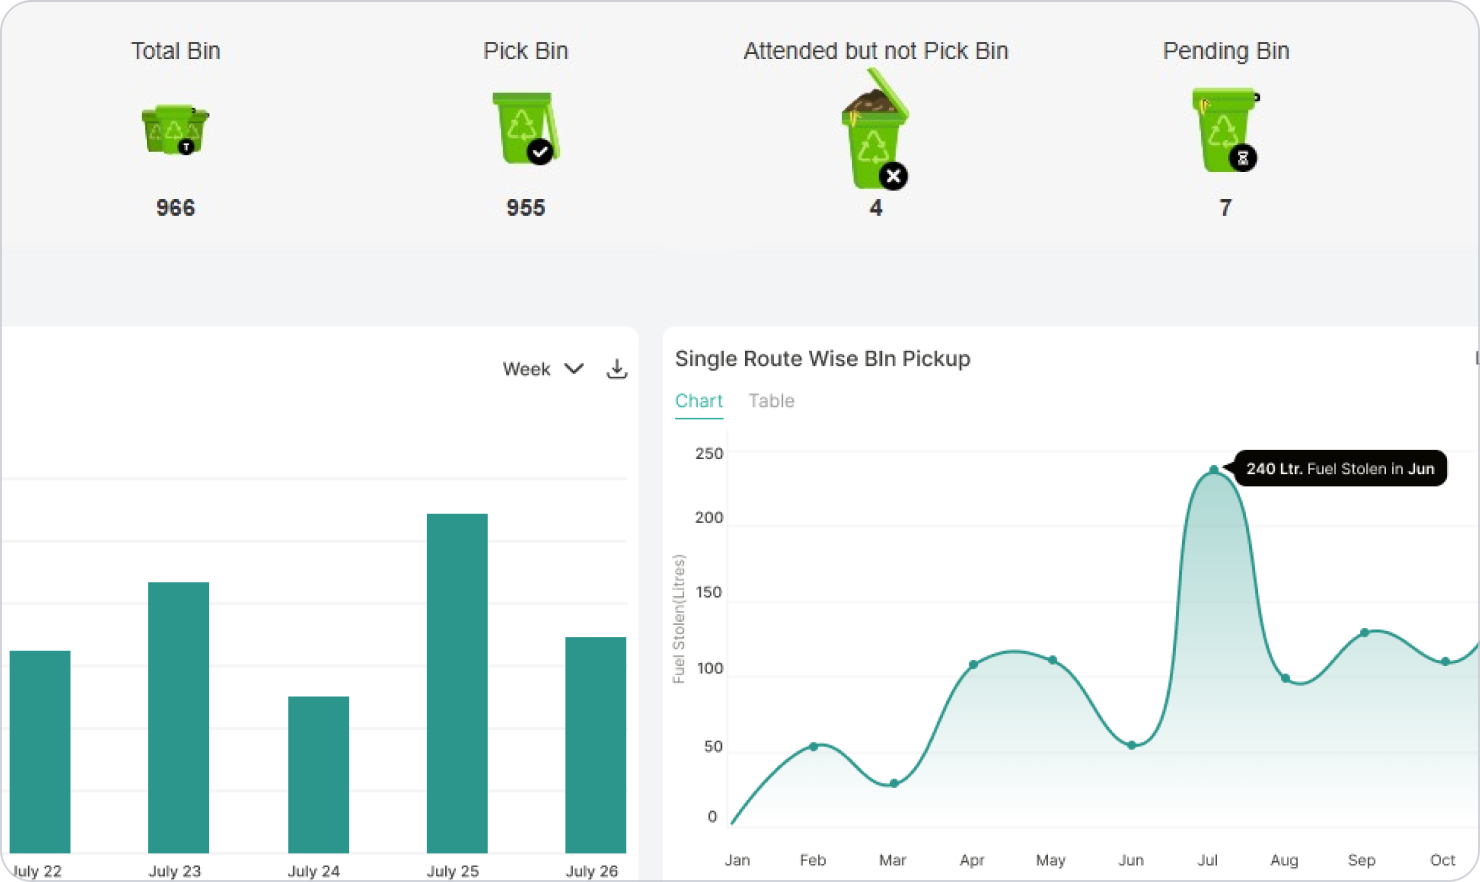 Total Bin
Pick Bin
Attended but not Pick Bin
Pending Bin
T
966
955
4
7
Week
Single Route Wise BIn Pickup
Chart
Table
250
200
150
100
50
0
Fuel Stolen(Litres)
240 Ltr. Fuel Stolen in Jun
July 22
July 23
July 24
July 25
July 26
Jan
Feb
Mar
Apr
May
Jun
Jul
Aug
Sep
Oct